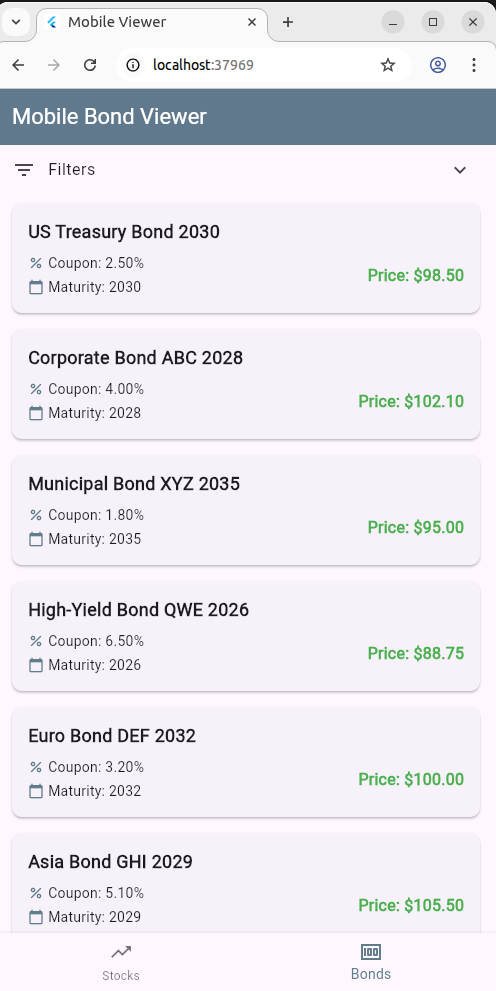 Mobile Viewer
localhost:37969
Mobile Bond Viewer
Filters
US Treasury Bond 2030
Coupon: 2.50%
Maturity: 2030
Price: $98.50
Corporate Bond ABC 2028
Coupon: 4.00%
Maturity: 2028
Price: $102.10
Municipal Bond XYZ 2035
Coupon: 1.80%
Maturity: 2035
Price: $95.00
High-Yield Bond QWE 2026
Coupon: 6.50%
Maturity: 2026
Price: $88.75
Euro Bond DEF 2032
Coupon: 3.20%
Maturity: 2032
Price: $100.00
Asia Bond GHI 2029
Coupon: 5.10%
Maturity: 2029
Price: $105.50
Stocks
Bonds